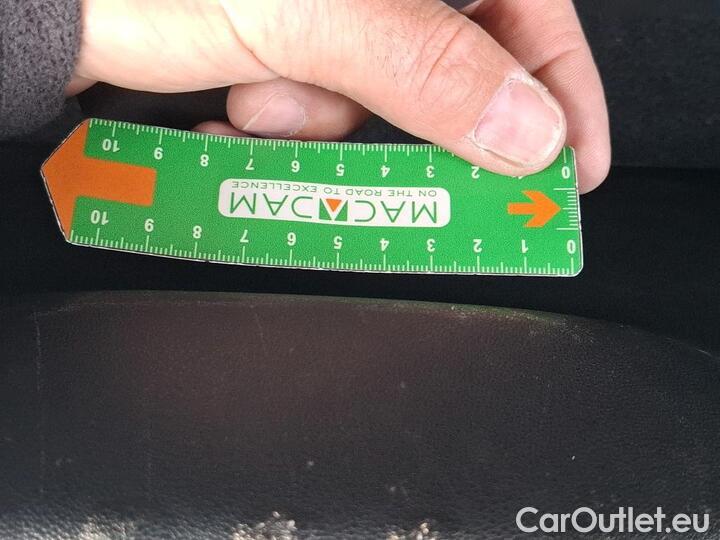 10 9 8 7 6 5 4 3 2 0
ON THE ROAD TO EXCELLENCE
MACADAM
10 9 8 7 6 5 4 3 2 1 0
CarOutlet.eu